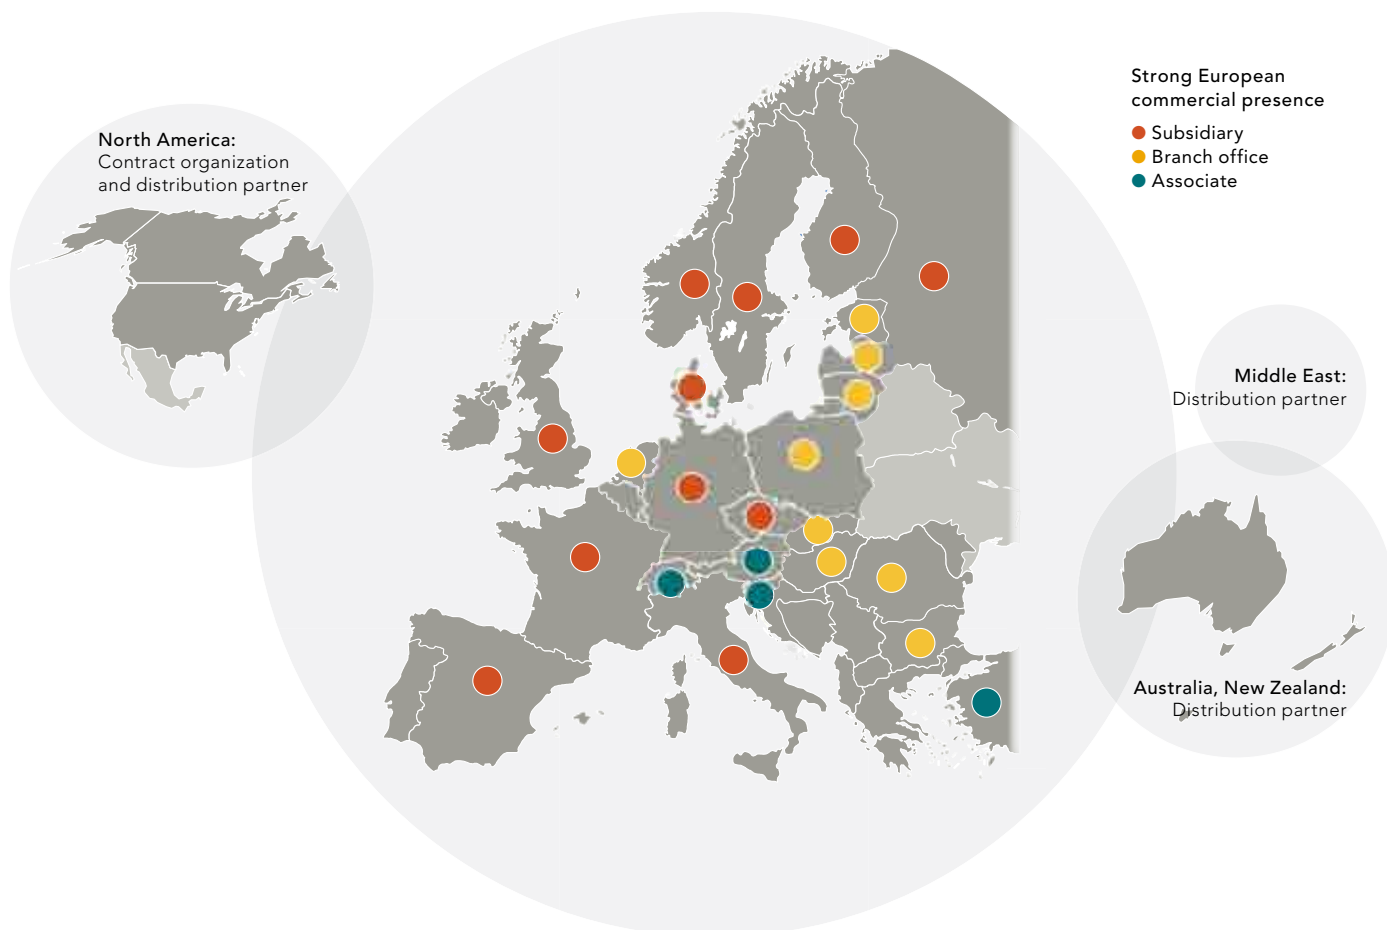 North America:
Contract organization
and distribution partner
Strong European
commercial presence
Subsidiary
Branch office
Associate
Middle East:
Distribution partner
Australia, New Zealand:
Distribution partner